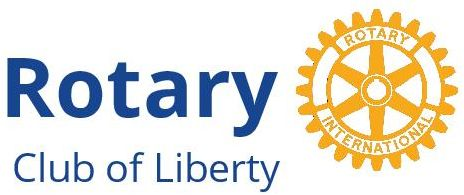 Rotary
Club of Liberty
ROTARY
INTERNATIONAL